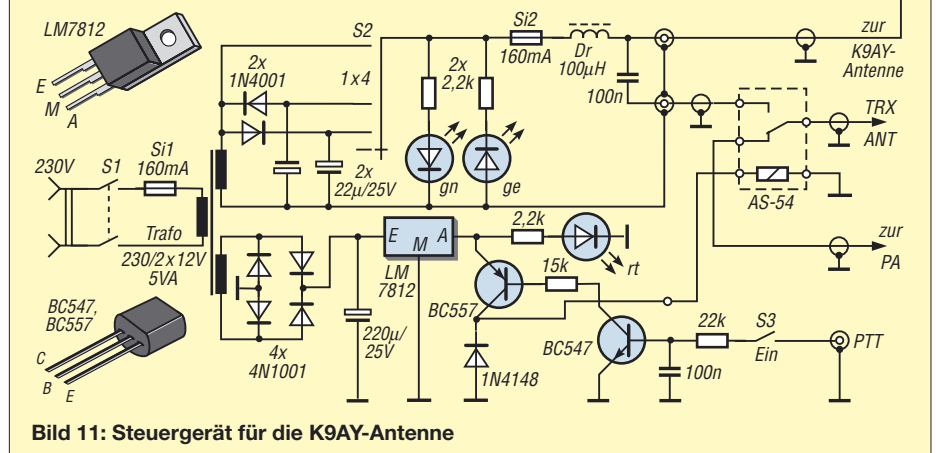 LM7812
E
M
A
2x
1N4001
S2
1x4
2x
22µ/25V
2x
2,2k
gn
ge
Si2
160mA
Dr
100µH
100n
zur
K9AY-
Antenne
TRX
ANT
AS-54
zur
PA
230V
S1
Si1
160mA
Trafo
230/2x12V
5VA
BC547,
BC557
C
B
E
4x
4N1001
220µ/
25V
E
M
A
LM
7812
2,2k
rt
15k
BC557
1N4148
BC547
22k
S3
Ein
PTT
100n
Bild 11: Steuergerät für die K9AY-Antenne